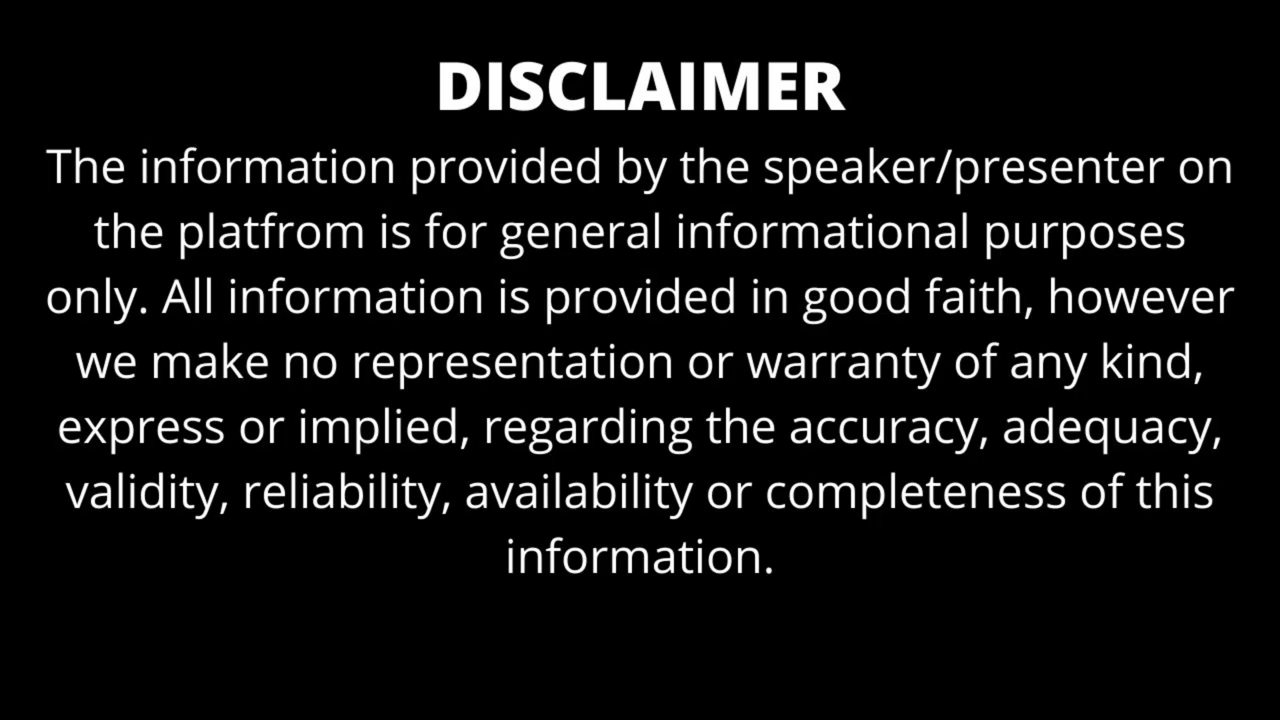 DISCLAIMER
The information provided by the speaker/presenter on
the platfrom is for general informational purposes
only. All information is provided in good faith, however
we make no representation or warranty of any kind,
express or implied, regarding the accuracy, adequacy,
validity, reliability, availability or completeness of this
information.